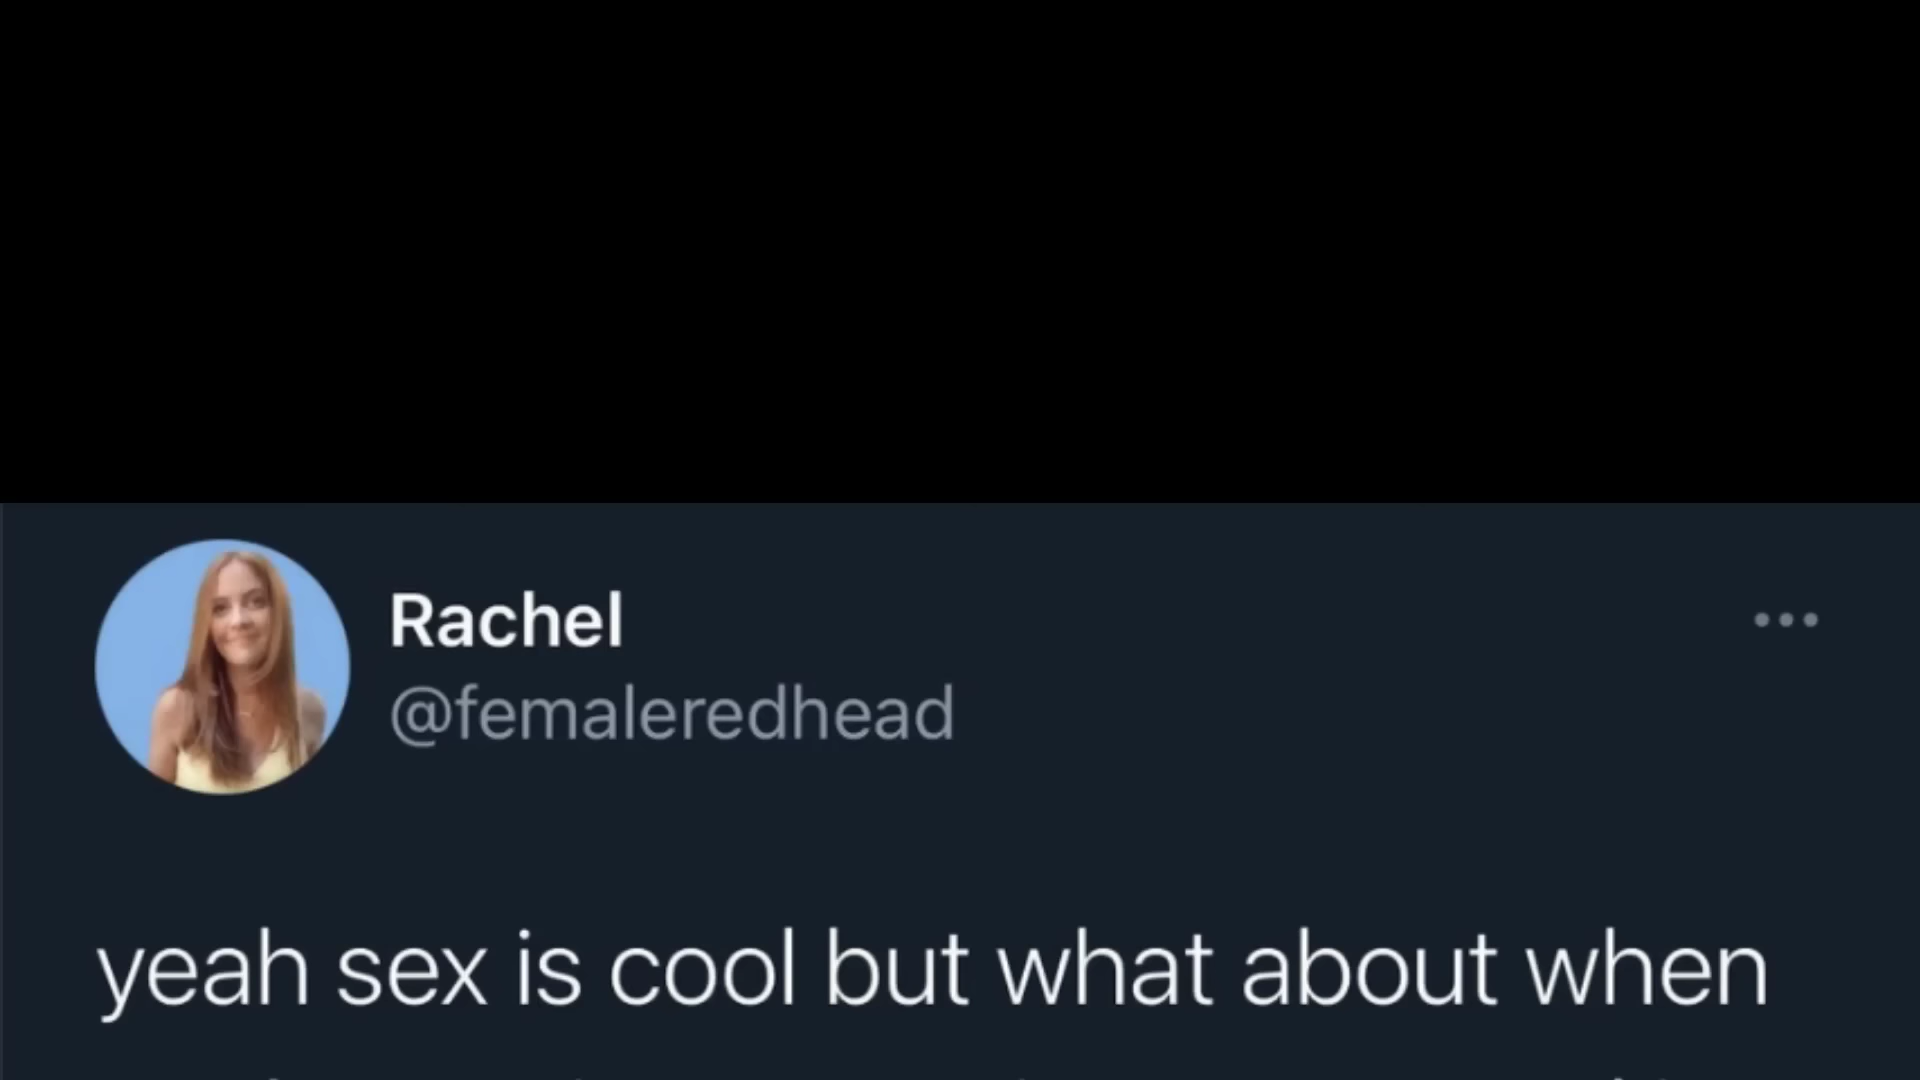 Rachel
@femaleredhead
yeah sex is cool but what about when